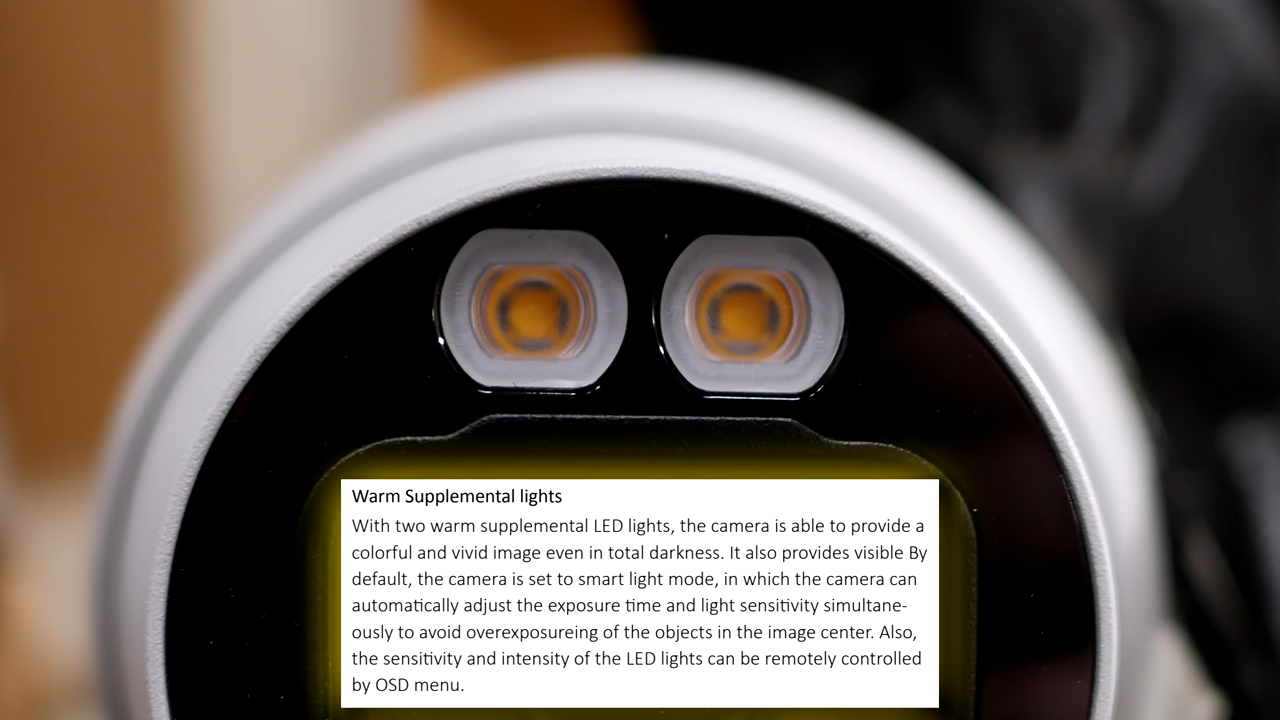 Warm Supplemental lights
With two warm supplemental LED lights, the camera is able to provide a
colorful and vivid image even in total darkness. It also provides visible By
default, the camera is set to smart light mode, in which the camera can
automatically adjust the exposure time and light sensitivity simultane-
ously to avoid overexposureing of the objects in the image center. Also,
the sensitivity and intensity of the LED lights can be remotely controlled
by OSD menu.